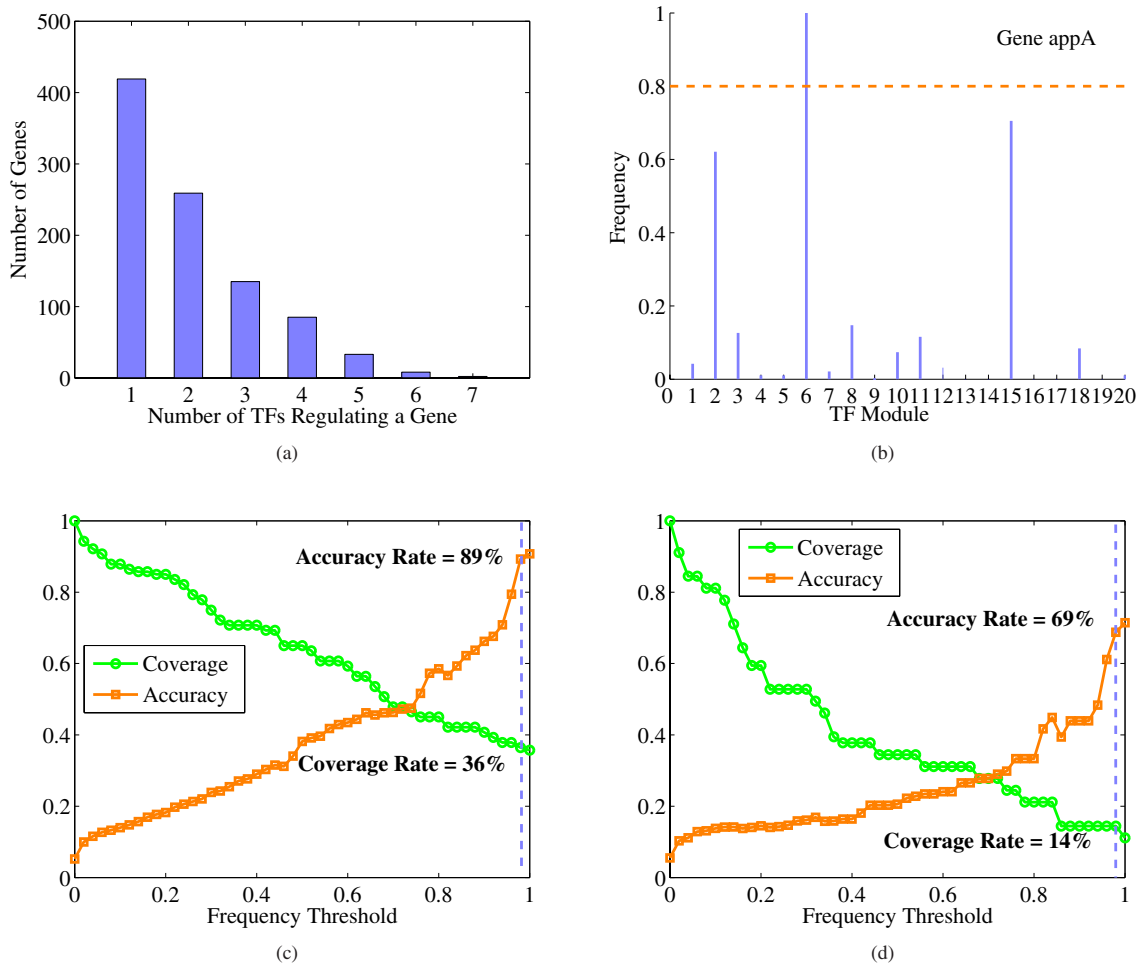 500
400
300
200
100
0
Number of Genes
1 2 3 4 5 6 7
Number of TFs Regulating a Gene
(a)
1
0.8
0.6
0.4
0.2
0
Frequency
Gene appA
0 1 2 3 4 5 6 7 8 9 10 11 12 13 14 15 16 17 18 19 20
TF Module
(b)
1
0.8
0.6
0.4
0.2
0
Accuracy Rate = 89%
Coverage
Accuracy
Coverage Rate = 36%
0 0.2 0.4 0.6 0.8 1
Frequency Threshold
(c)
1
0.8
0.6
0.4
0.2
0
Coverage
Accuracy
Accuracy Rate = 69%
Coverage Rate = 14%
0 0.2 0.4 0.6 0.8 1
Frequency Threshold
(d)